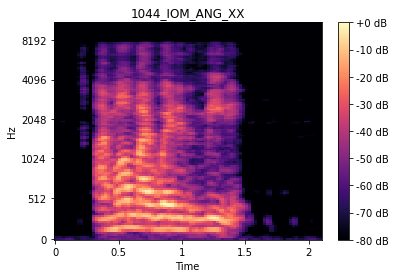 1044_IOM_ANG_XX
8192
4096
2048
1024
512
0
Hz
0
0.5
1
1.5
2
Time
+0 dB
-10 dB
-20 dB
-30 dB
-40 dB
-50 dB
-60 dB
-70 dB
-80 dB